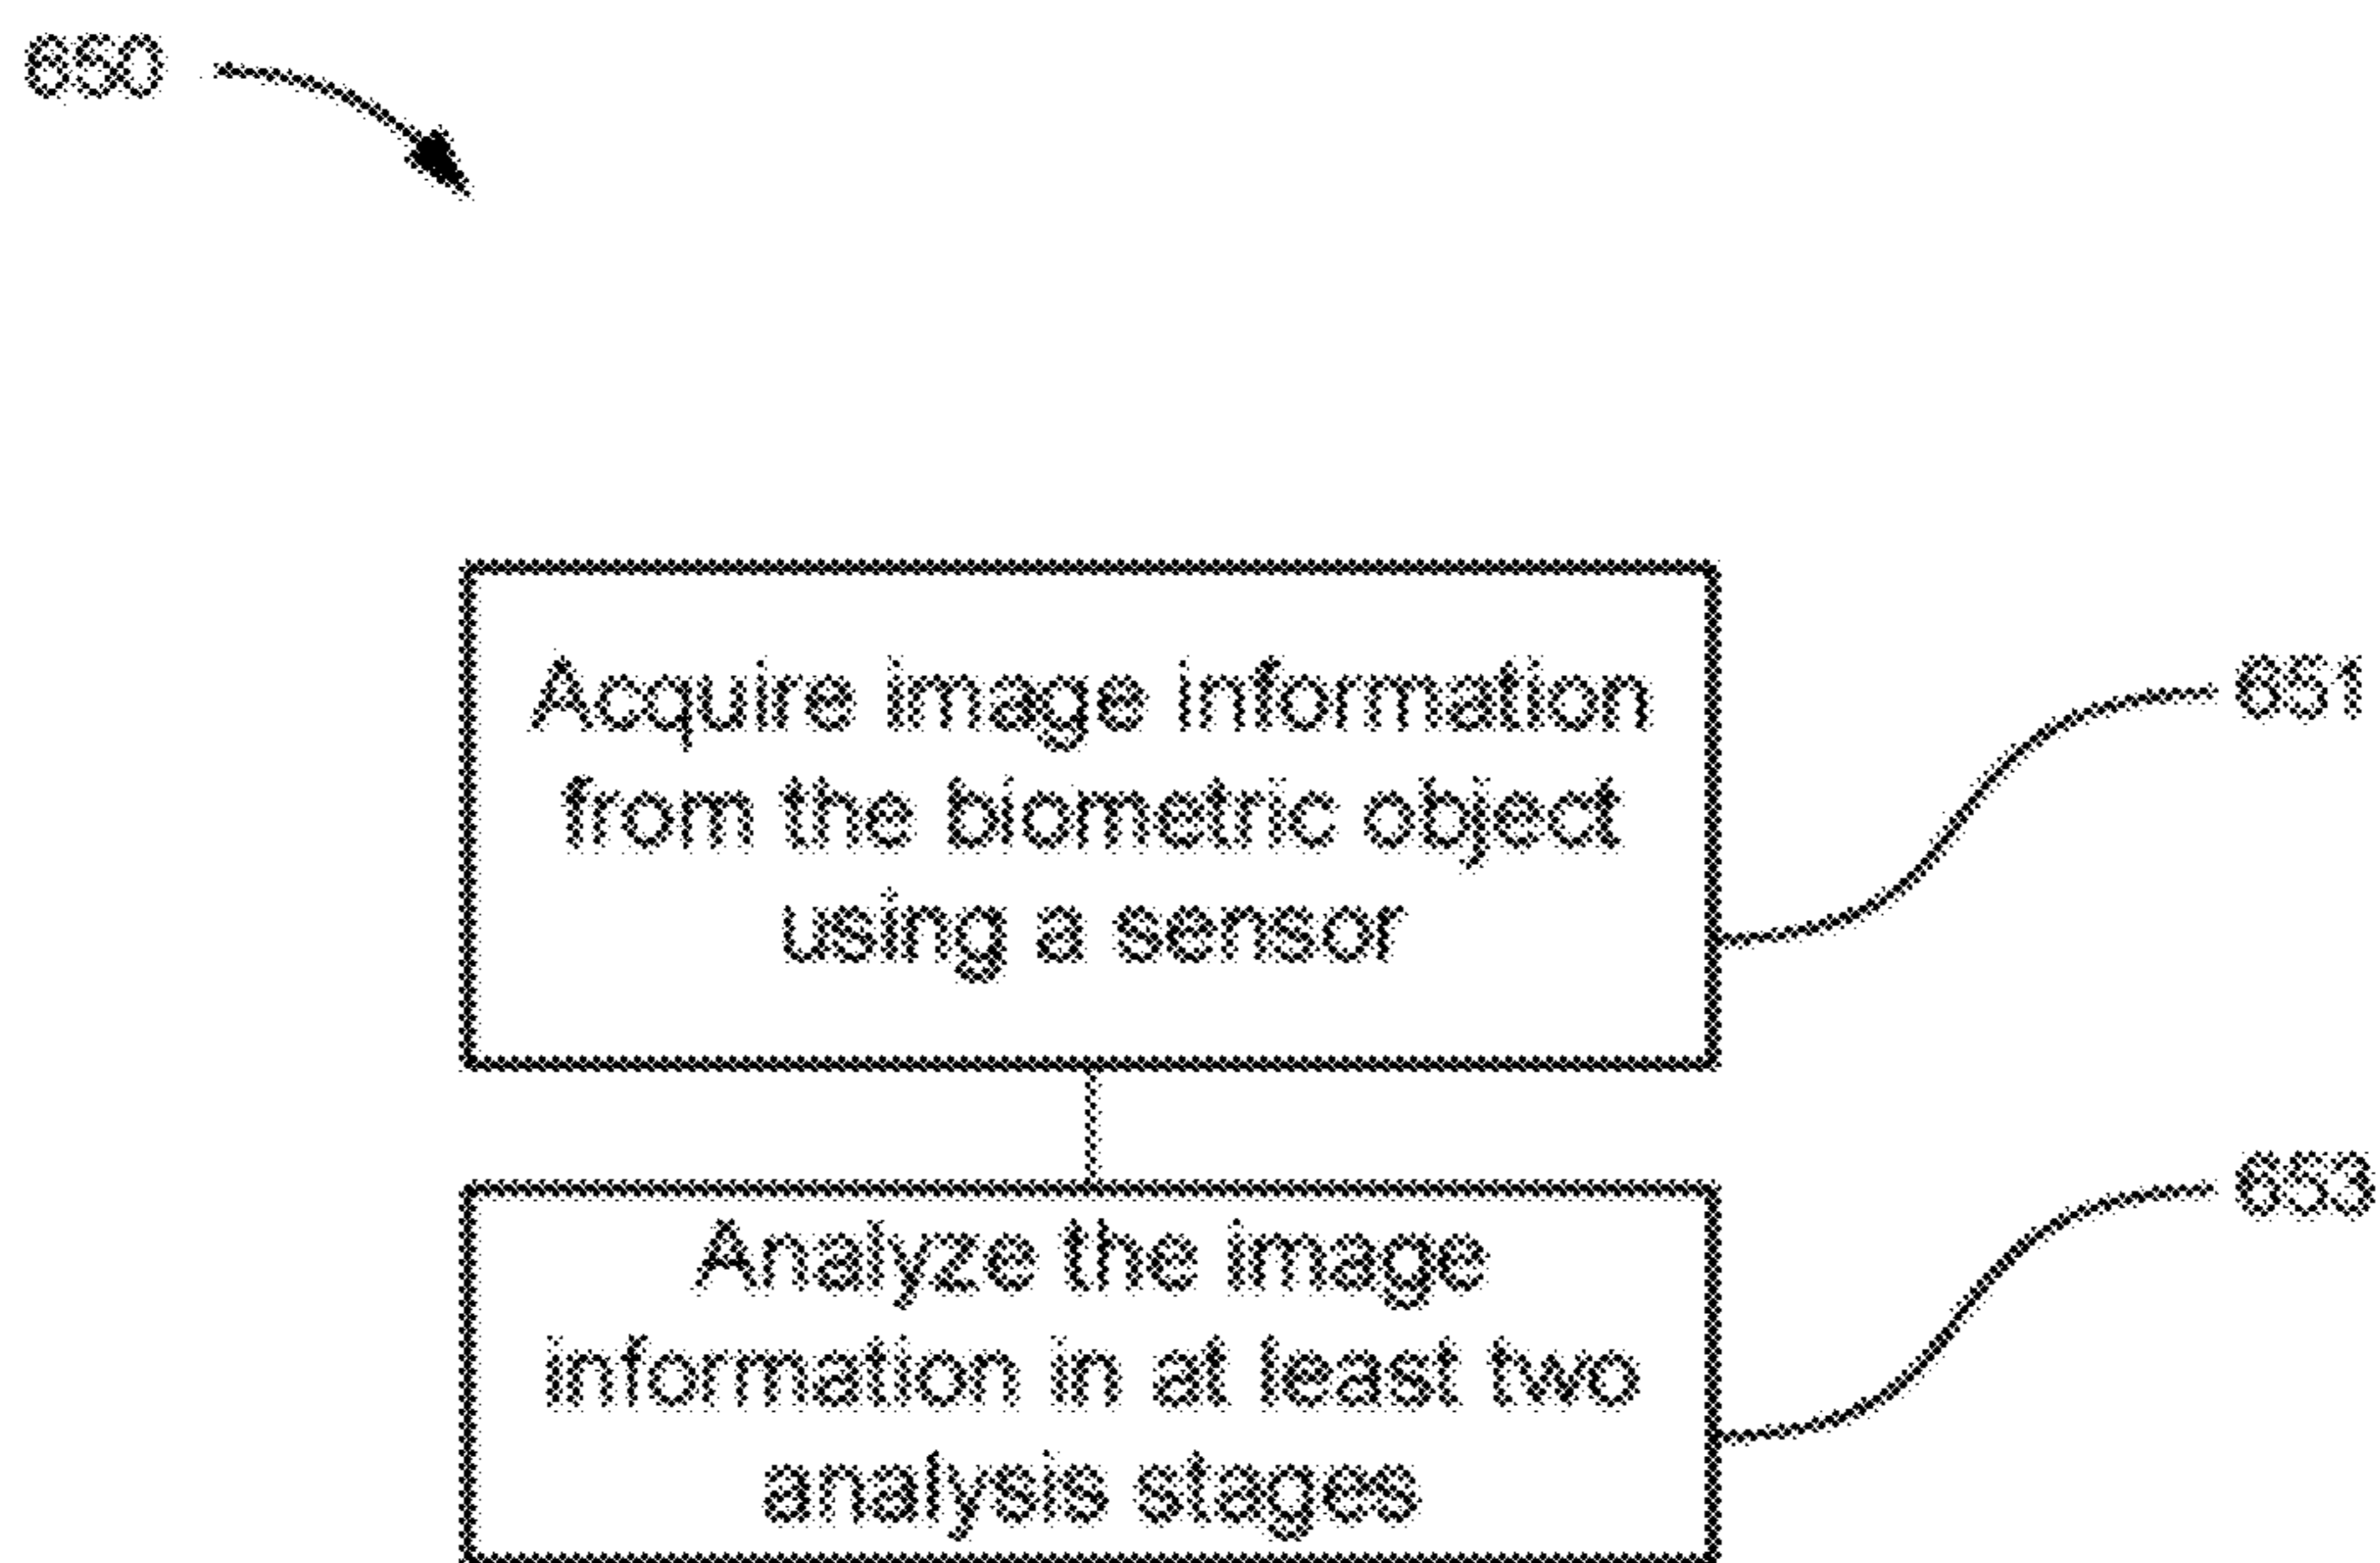 650
Acquire image information
from the biometric object
using a sensor
651
Analyze the image
information in at least two
analysis stages
653